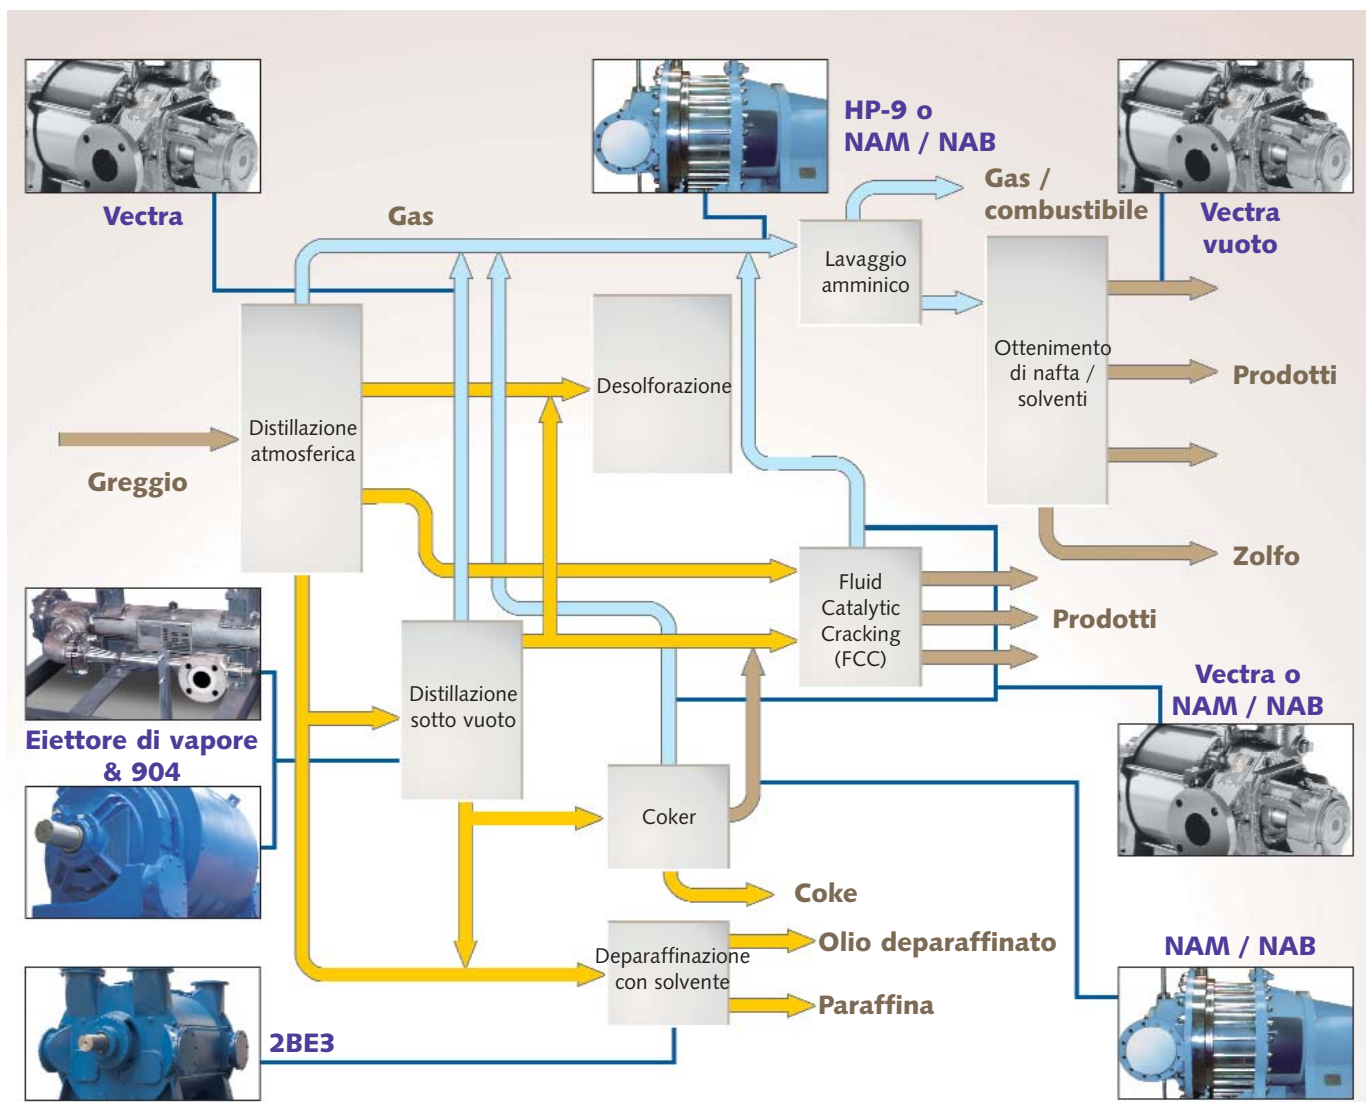 HP-9 o
NAM / NAB
Vectra
Gas
Gas /
combustibile
Vectra
vuoto
Lavaggio
amminico
Desolforazione
Ottenimento
di nafta /
solventi
Prodotti
Distillazione
atmosferica
Greggio
Zolfo
Fluid
Catalytic
Cracking
(FCC)
Prodotti
Distillazione
sotto vuoto
Vectra o
NAM / NAB
Eiettore di vapore
& 904
Coker
Coke
Olio deparaffinato
Deparaffinazione
con solvente
Paraffina
NAM / NAB
2BE3